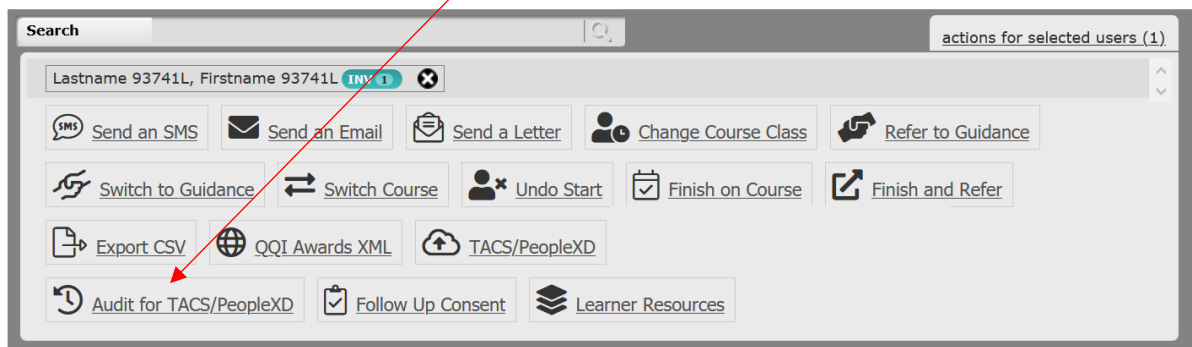 Search actions for selected users (1)
Lastname 93741L, Firstname 93741L INV 1
SMS Send an SMS Send an Email Send a Letter Change Course Class Refer to Guidance
Switch to Guidance Switch Course Undo Start Finish on Course Finish and Refer
Export CSV QQI Awards XML TACS/PeopleXD
Audit for TACS/PeopleXD Follow Up Consent Learner Resources